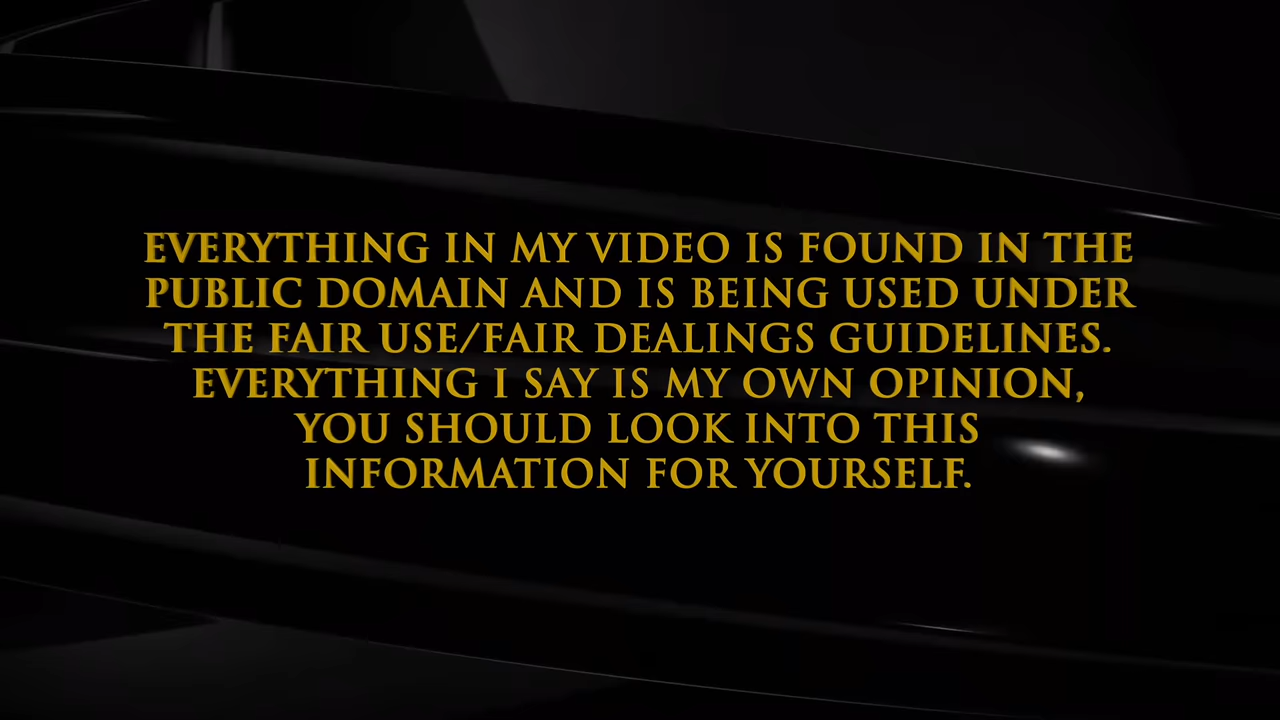 EVERYTHING IN MY VIDEO IS FOUND IN THE
PUBLIC DOMAIN AND IS BEING USED UNDER
THE FAIR USE/FAIR DEALINGS GUIDELINES.
EVERYTHING I SAY IS MY OWN OPINION,
YOU SHOULD LOOK INTO THIS
INFORMATION FOR YOURSELF.